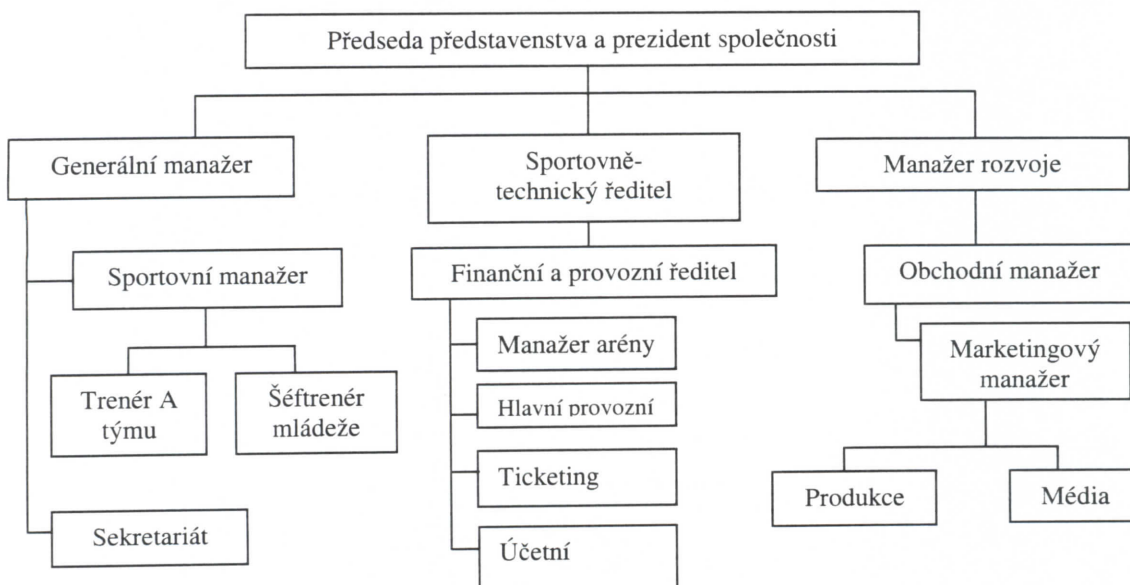 Předseda představenstva a prezident společnosti
Generální manažer
Sportovně-
technický ředitel
Manažer rozvoje
Sportovní manažer
Finanční a provozní ředitel
Obchodní manažer
Manažer arény
Marketingový
manažer
Trenér A
týmu
Šéftrenér
mládeže
Hlavní provozní
Ticketing
Produkce
Média
Sekretariát
Účetní